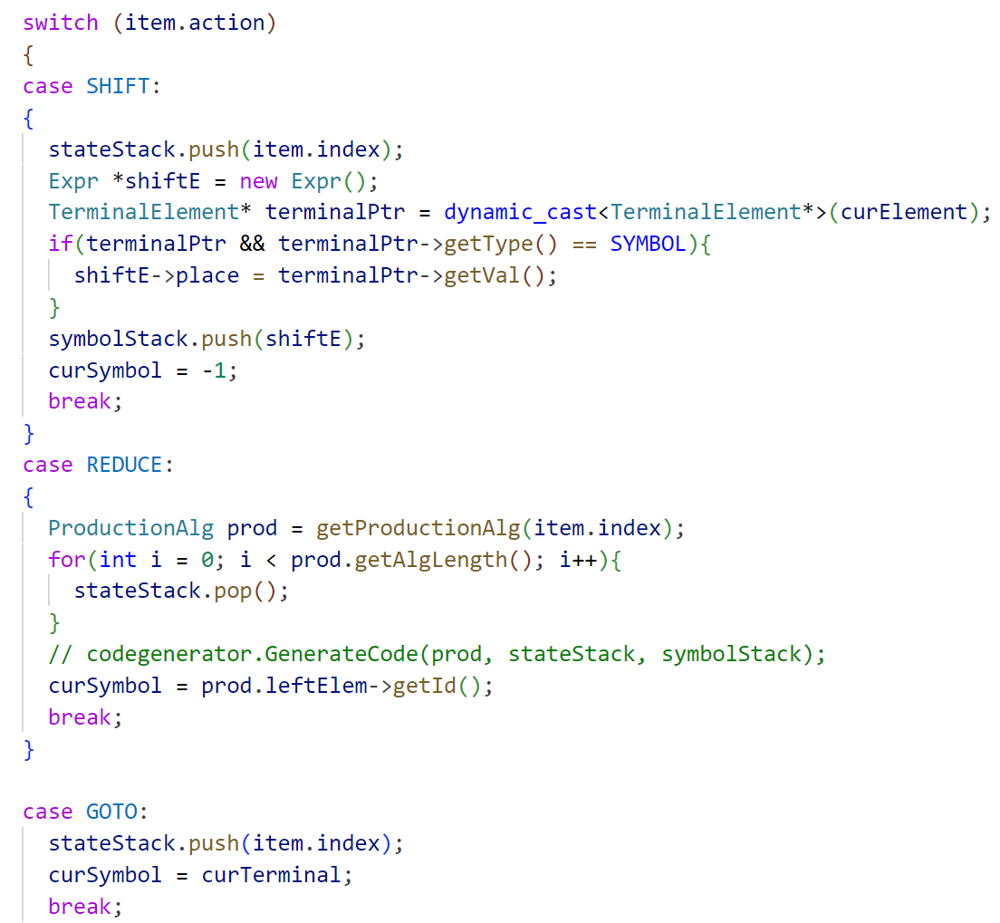 switch (item.action)
{
case SHIFT:
{
  stateStack.push(item.index);
  Expr *shiftE = new Expr();
  TerminalElement* terminalPtr = dynamic_cast<TerminalElement*>(curElement);
  if(terminalPtr && terminalPtr->getType() == SYMBOL){
    shiftE->place = terminalPtr->getVal();
  }
  symbolStack.push(shiftE);
  curSymbol = -1;
  break;
}
case REDUCE:
{
  ProductionAlg prod = getProductionAlg(item.index);
  for(int i = 0; i < prod.getAlgLength(); i++){
    stateStack.pop();
  }
  // codegenerator.GenerateCode(prod, stateStack, symbolStack);
  curSymbol = prod.leftElem->getId();
  break;
}

case GOTO:
  stateStack.push(item.index);
  curSymbol = curTerminal;
  break;